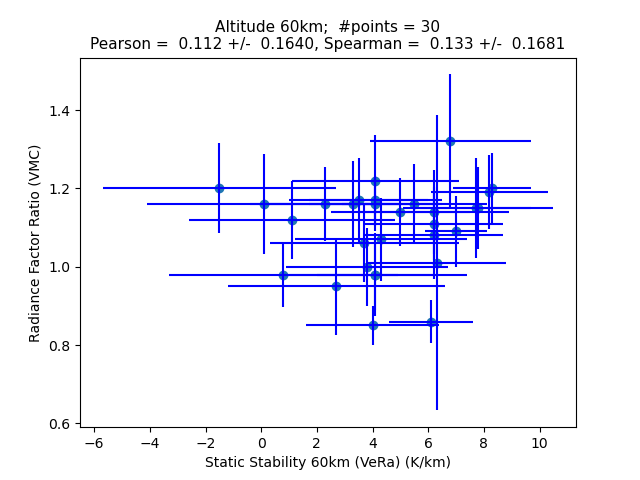 Altitude 60km;  #points = 30
Pearson =  0.112 +/-  0.1640, Spearman =  0.133 +/-  0.1681
Radiance Factor Ratio (VMC)
1.4
1.2
1.0
0.8
0.6
−6 −4 −2 0 2 4 6 8 10
Static Stability 60km (VeRa) (K/km)